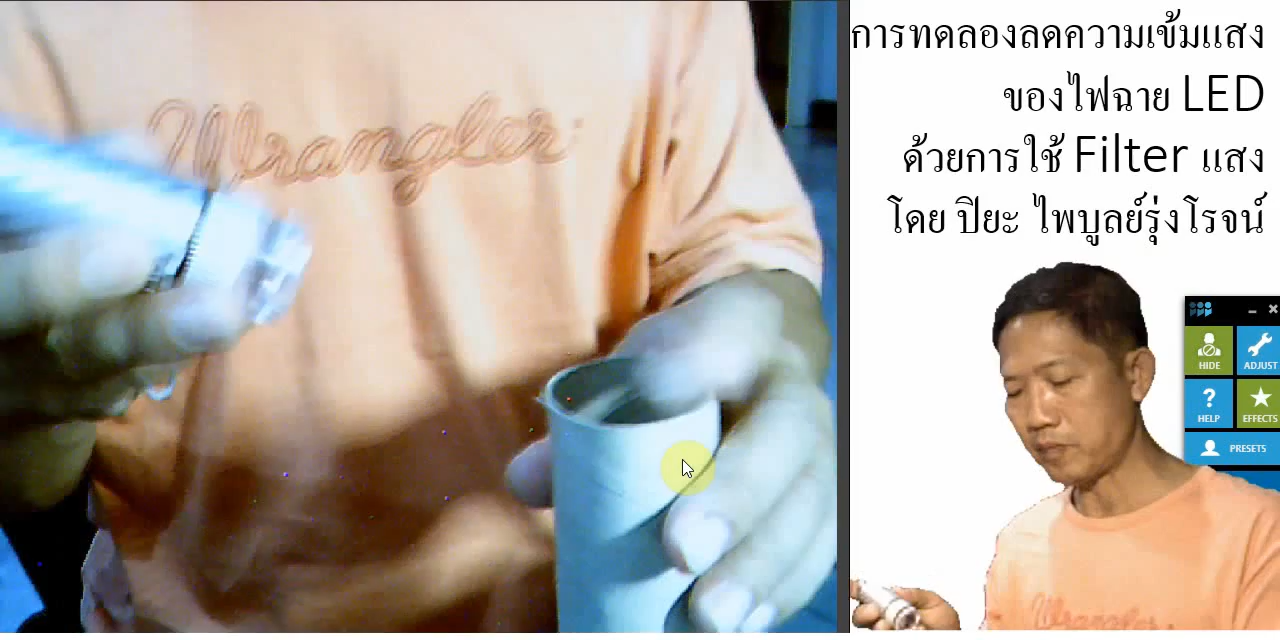 Wrangler
การทดลองลดความเข้มแสง
ของไฟฉาย LED
ด้วยการใช้ Filter แสง
โดย ปิยะ ไพบูลย์รุ่งโรจน์
HIDE
ADJUST
HELP
EFFECTS
PRESETS
Wrangler